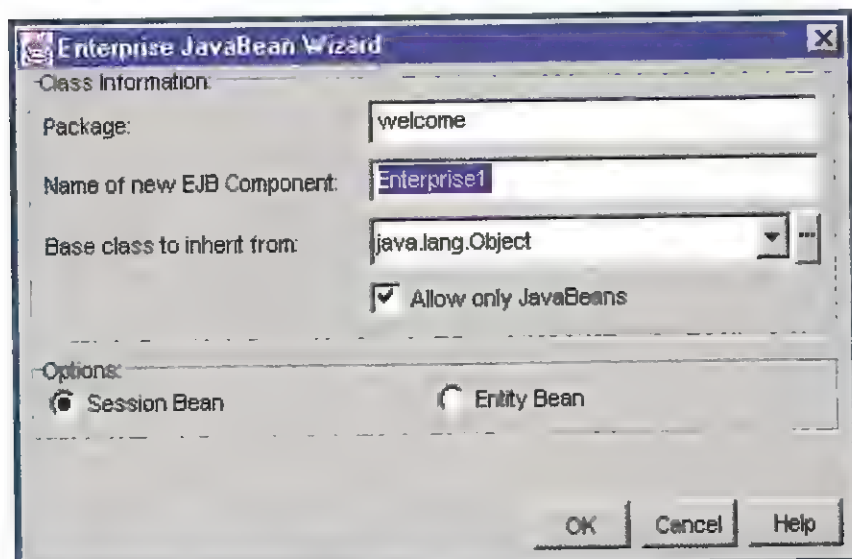 Enterprise JavaBean Wizard
Class Information:
Package:
welcome
Name of new EJB Component:
Enterprise1
Base class to inherit from:
java.lang.Object
...
Allow only JavaBeans
Options:
Session Bean
Entity Bean
OK
Cancel
Help